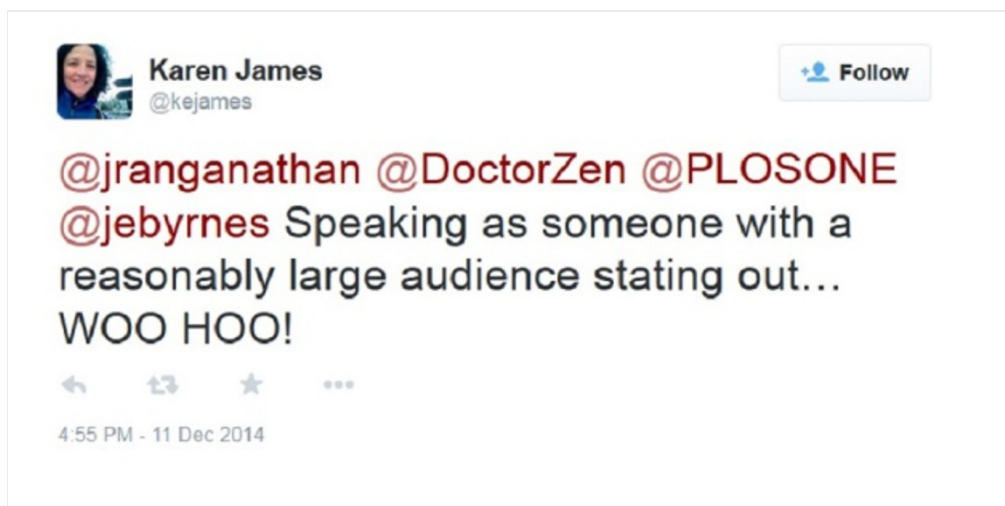 Karen James
@kejames
Follow
@jranganathan @DoctorZen @PLOSONE
@jebyrnes Speaking as someone with a
reasonably large audience stating out...
WOO HOO!
4:55 PM - 11 Dec 2014